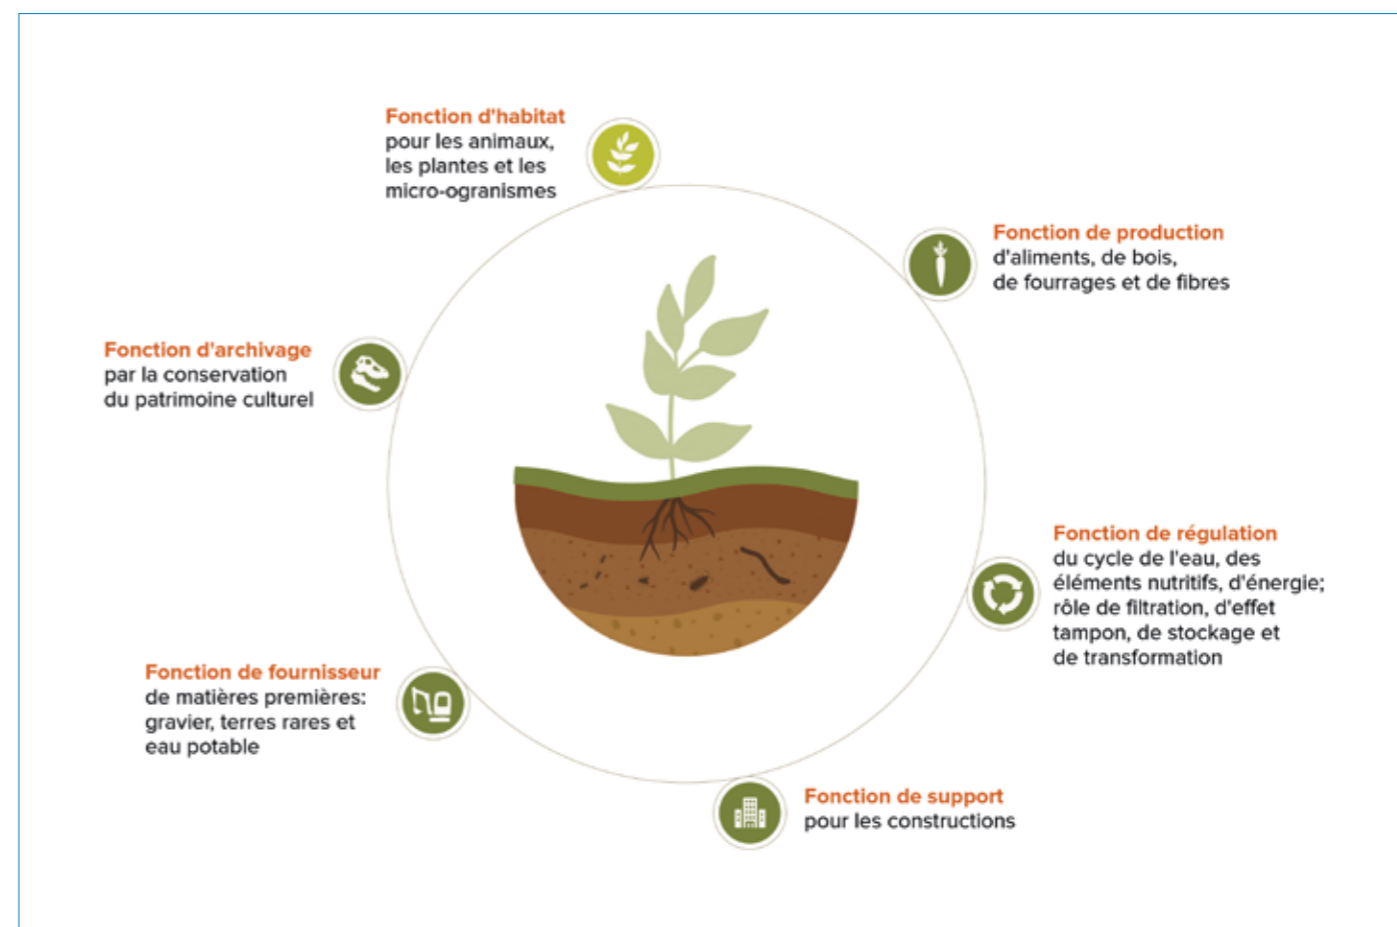 Fonction d'habitat
pour les animaux,
les plantes et les
micro-ogranismes
Fonction de production
d'aliments, de bois,
de fourrages et de fibres
Fonction de régulation
du cycle de l'eau, des
éléments nutritifs, d'énergie;
rôle de filtration, d'effet
tampon, de stockage et
de transformation
Fonction de support
pour les constructions
Fonction de fournisseur
de matières premières:
gravier, terres rares et
eau potable
Fonction d'archivage
par la conservation
du patrimoine culturel